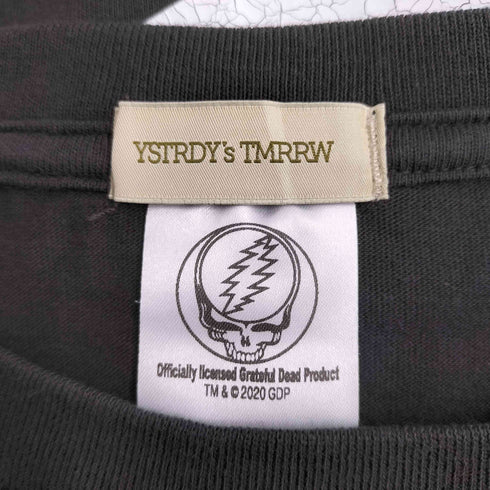 YSTRDY's TMRRW
Officially licensed Grateful Dead Product
TM & © 2020 GDP